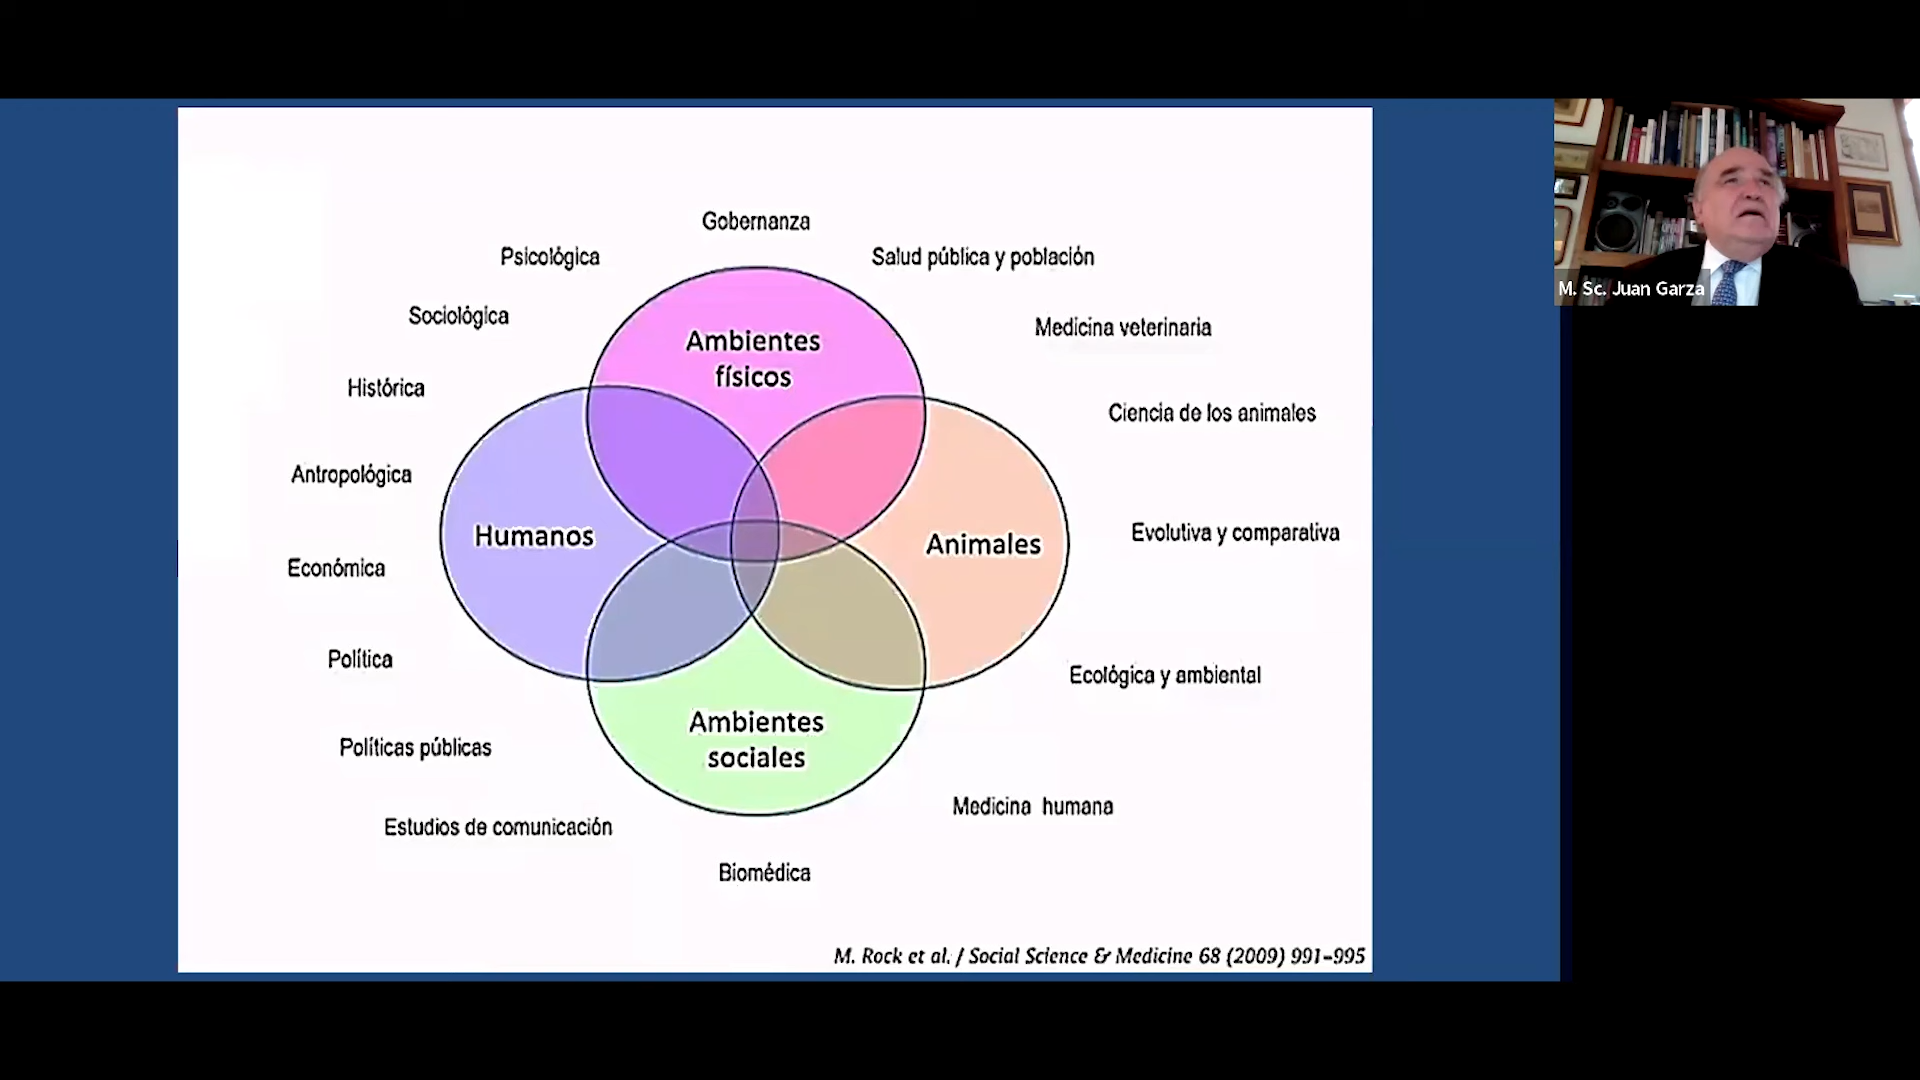 Gobernanza
Psicológica
Salud pública y población
Sociológica
Medicina veterinaria
Ambientes
físicos
Histórica
Ciencia de los animales
Antropológica
Humanos
Animales
Evolutiva y comparativa
Económica
Política
Ecológica y ambiental
Ambientes
sociales
Políticas públicas
Medicina humana
Estudios de comunicación
Biomédica
M. Rock et al. / Social Science & Medicine 68 (2009) 991–995
M. Sc. Juan Garza